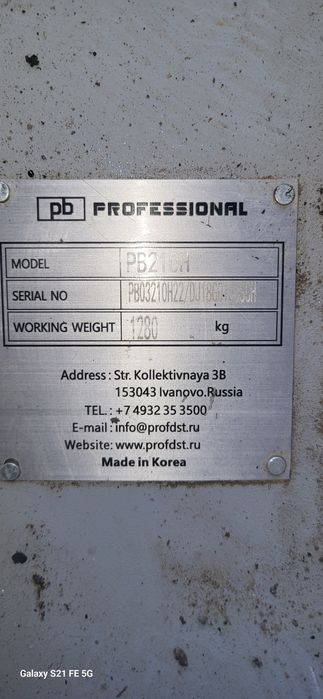 pb PROFESSIONAL
MODEL PB210H
SERIAL NO
WORKING WEIGHT 1280 kg
Address : Str. Kollektivnaya 3B
153043 Ivanovo.Russia
TEL. : +7 4932 35 3500
E-mail : info@profdst.ru
Website: www.profdst.ru
Made in Korea
Galaxy S21 FE 5G